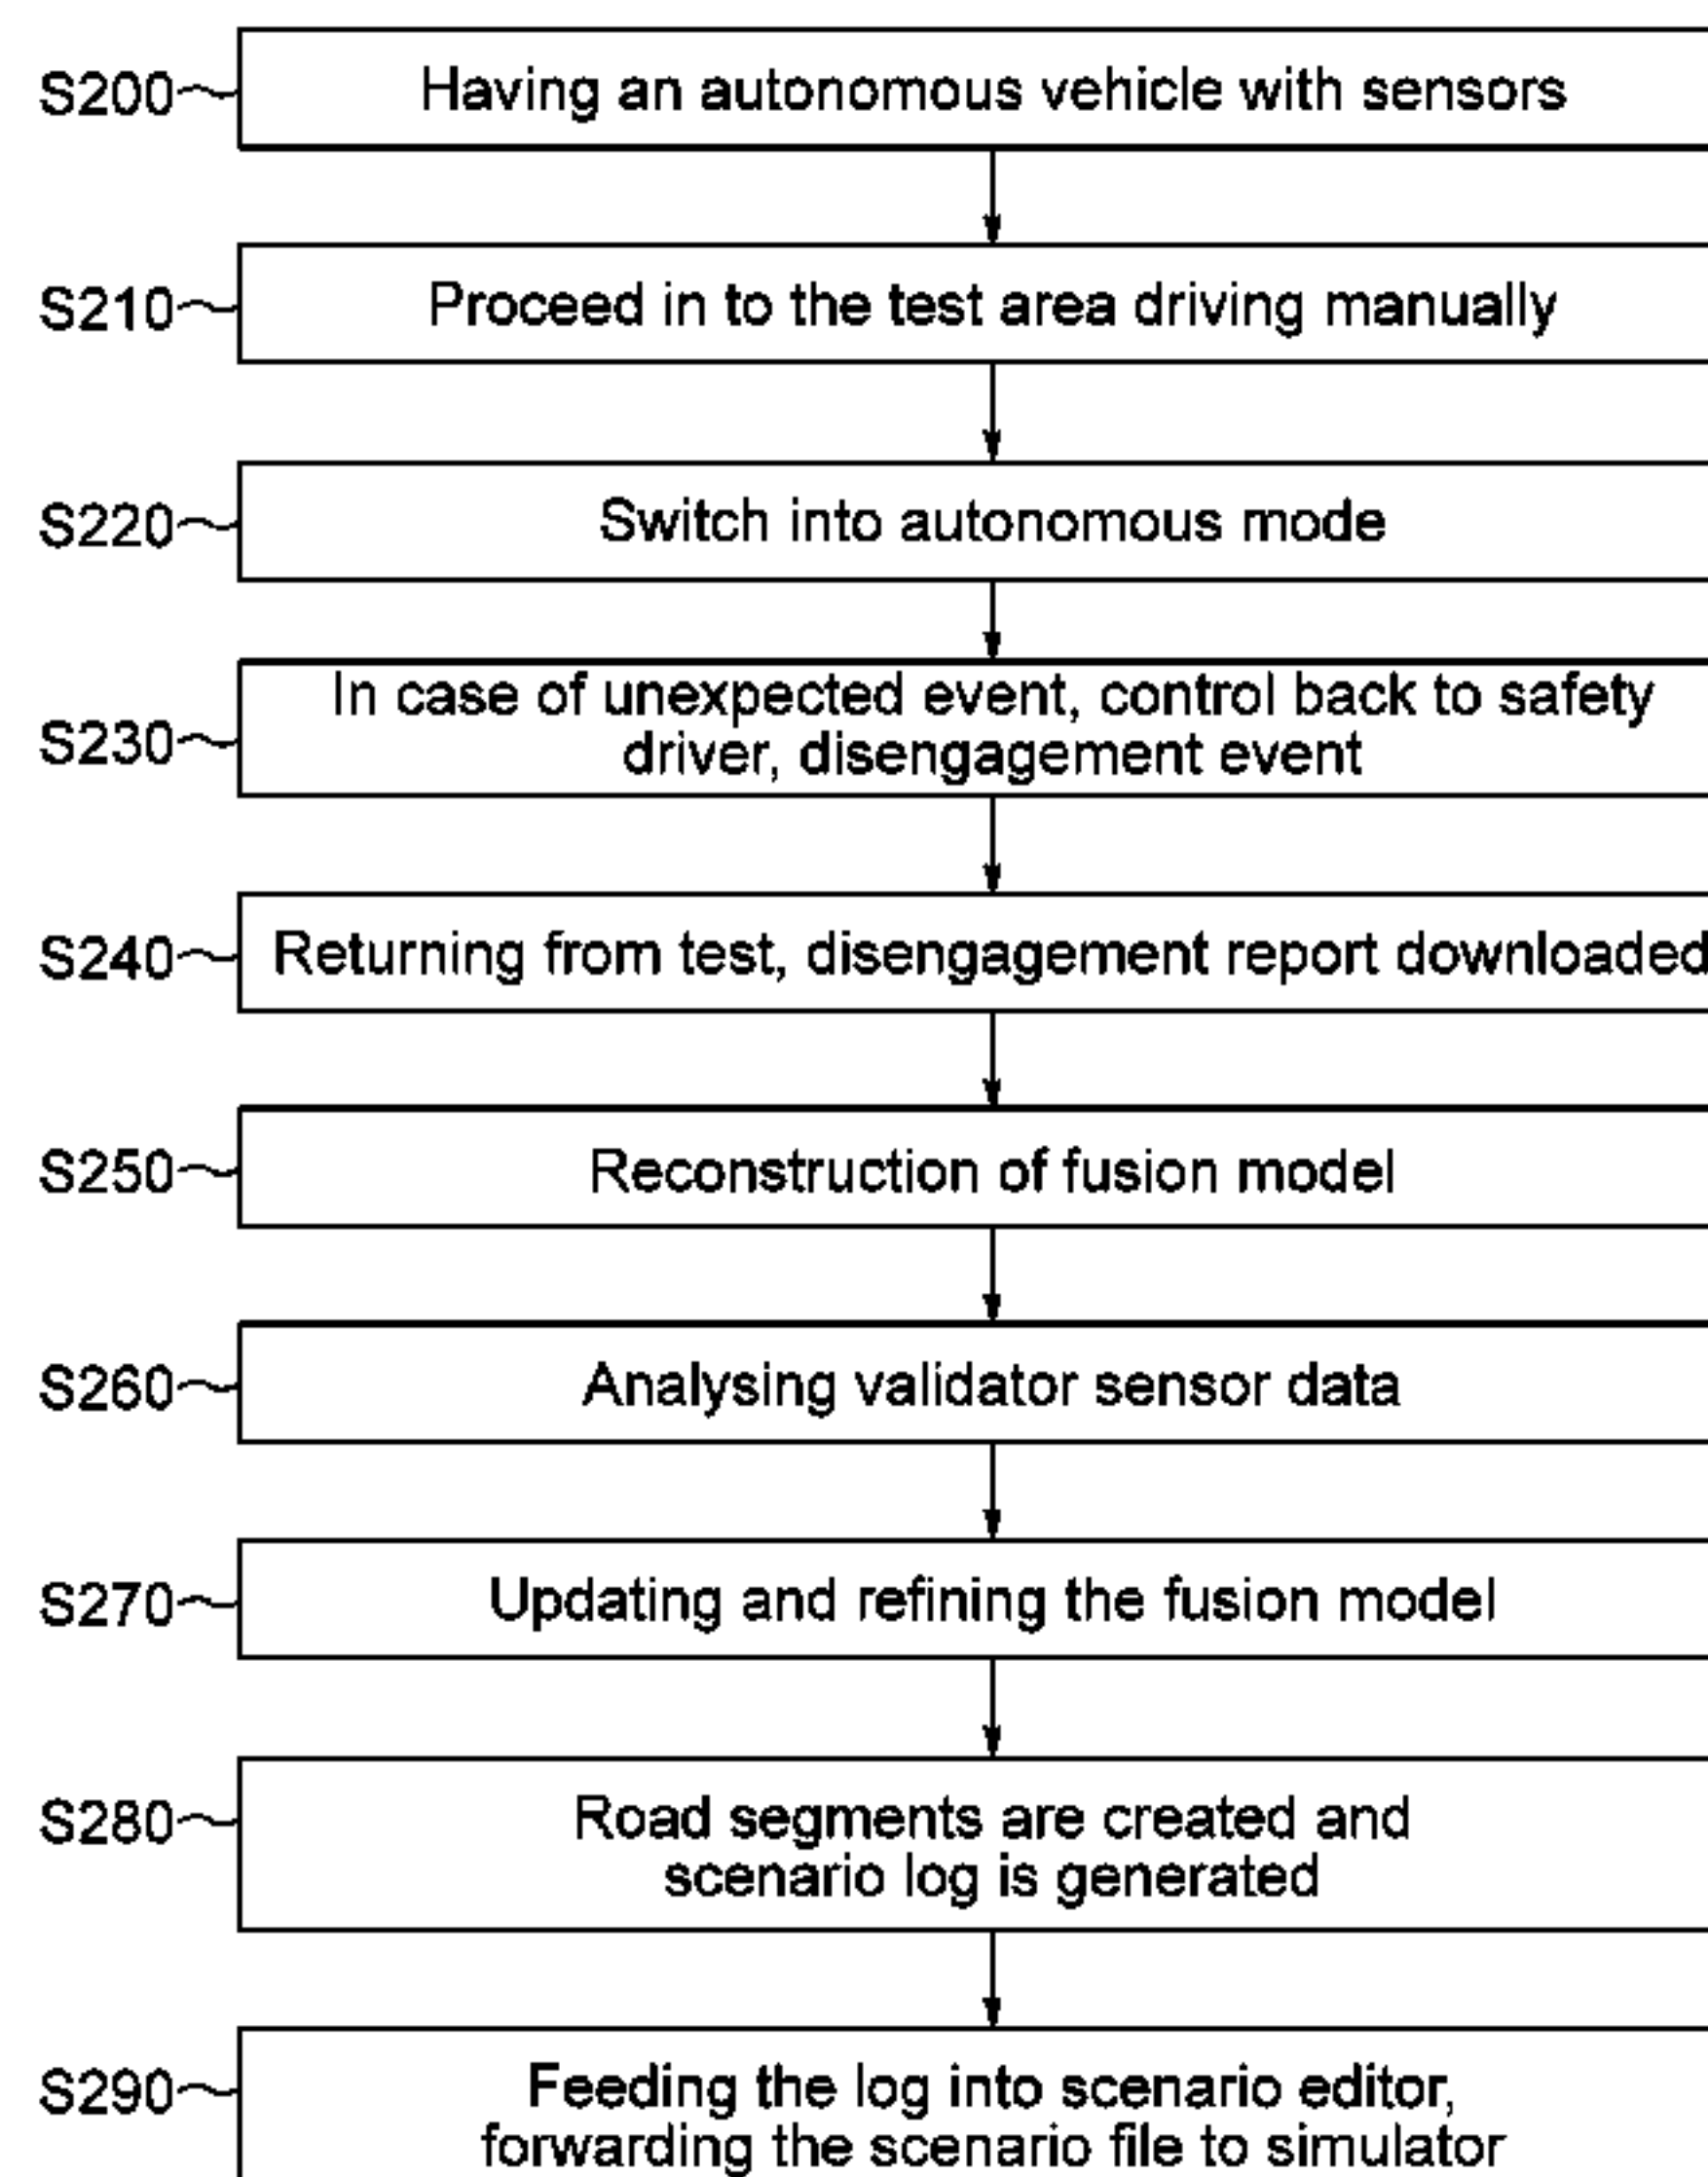 S200
Having an autonomous vehicle with sensors
S210
Proceed in to the test area driving manually
S220
Switch into autonomous mode
S230
In case of unexpected event, control back to safety
driver, disengagement event
S240
Returning from test, disengagement report downloaded
S250
Reconstruction of fusion model
S260
Analysing validator sensor data
S270
Updating and refining the fusion model
S280
Road segments are created and
scenario log is generated
S290
Feeding the log into scenario editor,
forwarding the scenario file to simulator